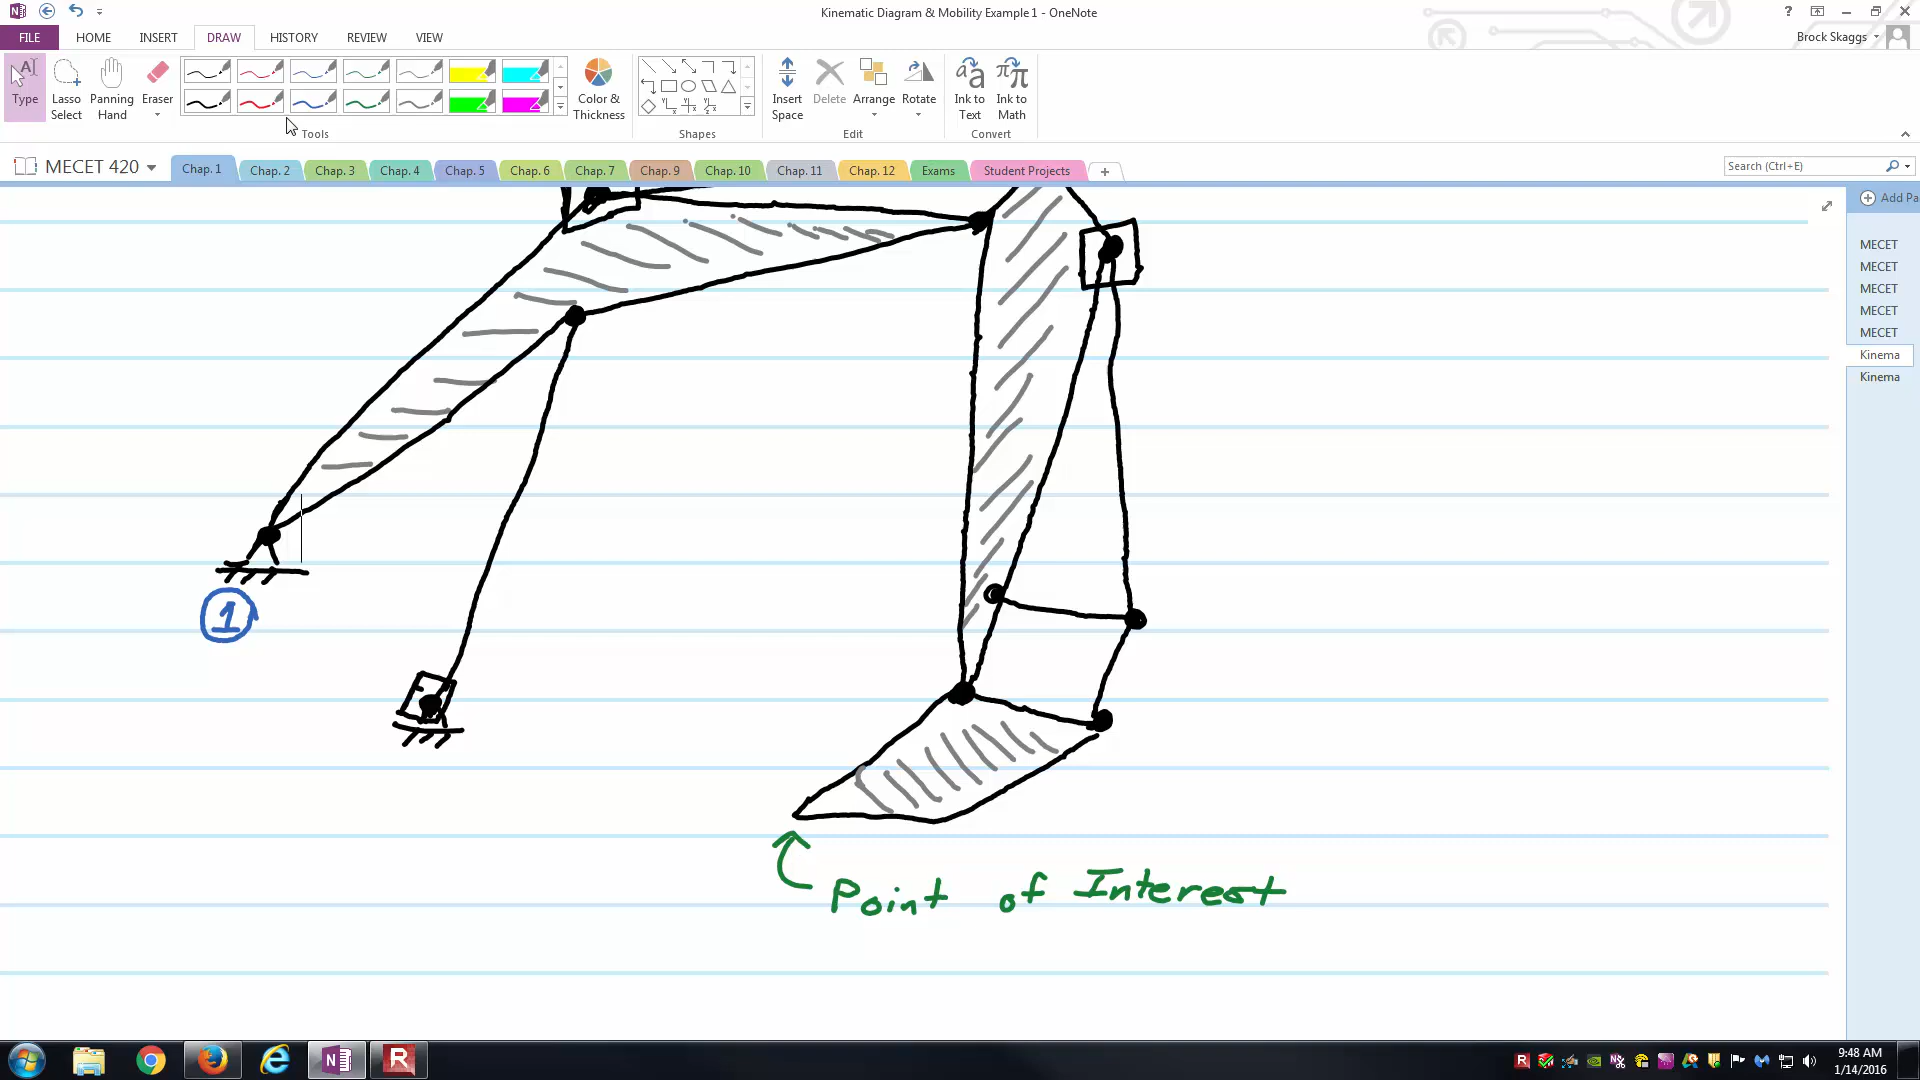 Kinematic Diagram & Mobility Example1 - OneNote
?
FILE HOME INSERT DRAW HISTORY REVIEW VIEW
Brock Skaggs
Type
Lasso Select
Panning Hand
Eraser
Color & Thickness
Insert Space
Delete
Arrange
Rotate
Ink to Text
Ink to Math
Tools
Shapes
Edit
Convert
MECET 420
Chap. 1
Chap. 2
Chap. 3
Chap. 4
Chap. 5
Chap. 6
Chap. 7
Chap. 9
Chap. 10
Chap. 11
Chap. 12
Exams
Student Projects
+
Search (Ctrl+E)
Add Pa
MECET
MECET
MECET
MECET
MECET
Kinema
Kinema
1
Point of Interest
9:48 AM
1/14/2016